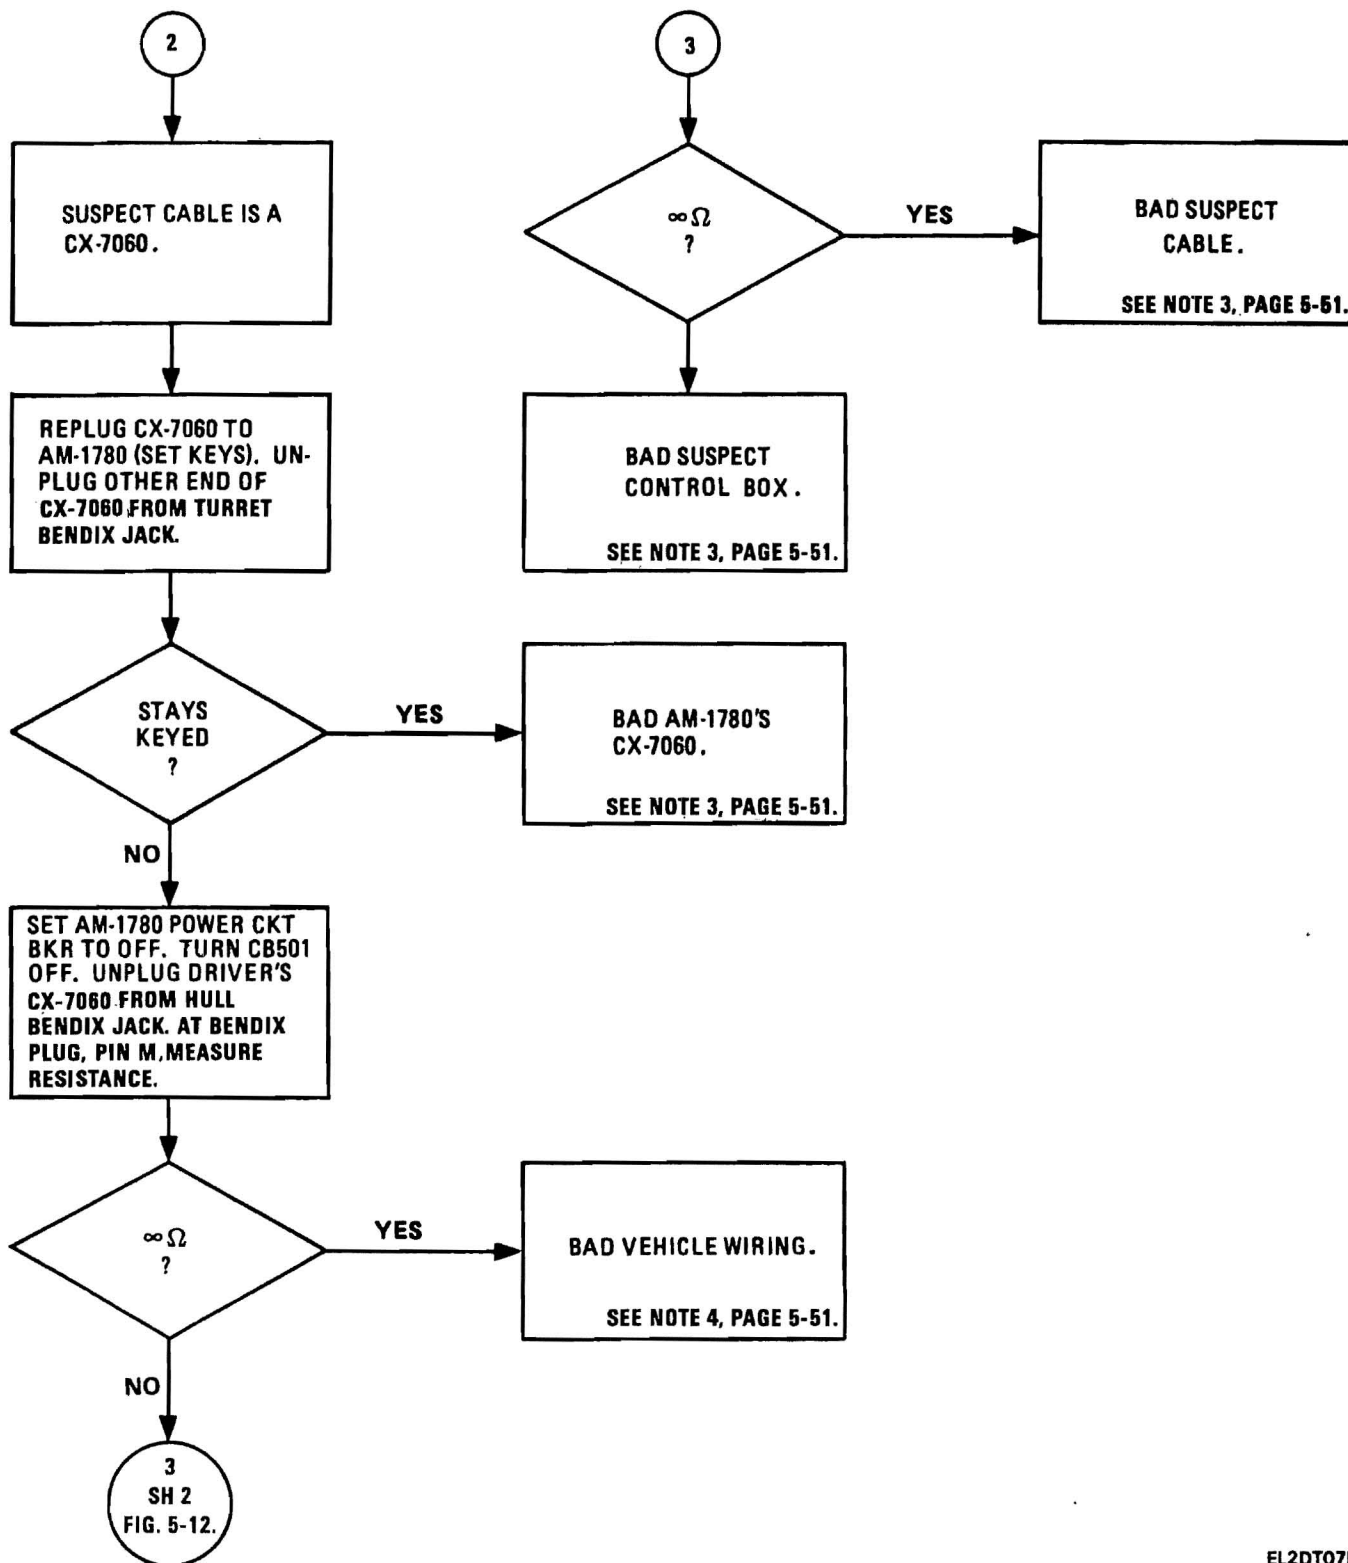 2
SUSPECT CABLE IS A
CX-7060.
REPLUG CX-7060 TO
AM-1780 (SET KEYS). UN-
PLUG OTHER END OF
CX-7060 FROM TURRET
BENDIX JACK.
STAYS
KEYED
?
YES
BAD AM-1780'S
CX-7060.
SEE NOTE 3, PAGE 5-51.
NO
SET AM-1780 POWER CKT
BKR TO OFF. TURN CB501
OFF. UNPLUG DRIVER'S
CX-7060 FROM HULL
BENDIX JACK. AT BENDIX
PLUG, PIN M, MEASURE
RESISTANCE.
∞Ω
?
YES
BAD VEHICLE WIRING.
SEE NOTE 4, PAGE 5-51.
NO
3
SH 2
FIG. 5-12.
3
∞Ω
?
YES
BAD SUSPECT
CABLE.
SEE NOTE 3, PAGE 5-51.
BAD SUSPECT
CONTROL BOX.
SEE NOTE 3, PAGE 5-51.